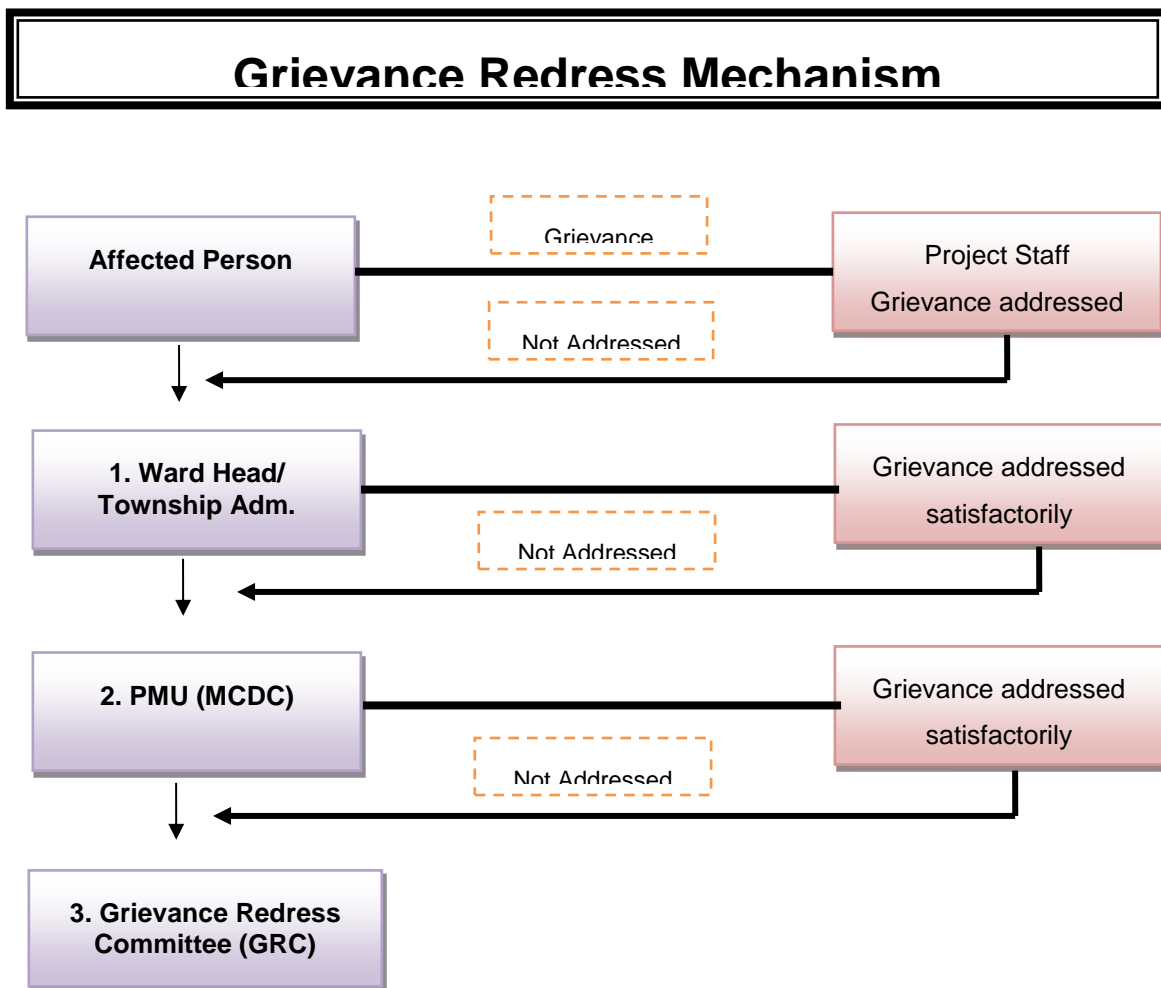 Grievance Redress Mechanism
Affected Person
Grievance
Project Staff
Grievance addressed
Not Addressed
1. Ward Head/
Township Adm.
Grievance addressed
satisfactorily
Not Addressed
2. PMU (MCDC)
Grievance addressed
satisfactorily
Not Addressed
3. Grievance Redress
Committee (GRC)